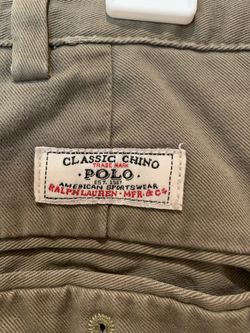 CLASSIC CHINO
TRADE MARK
· POLO ·
EST. 1967
AMERICAN SPORTSWEAR
RALPH LAUREN · MFR. & Co